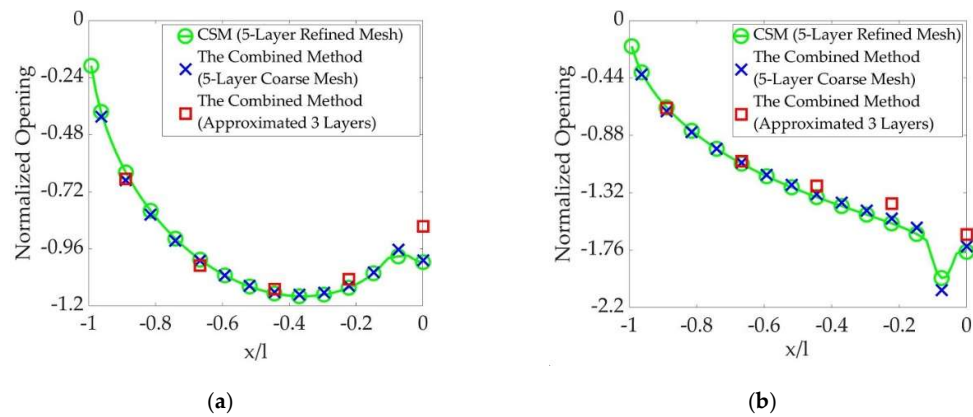 0
-0.24
-0.48
-0.72
-0.96
-1.2
Normalized Opening
CSM (5-Layer Refined Mesh)
The Combined Method
(5-Layer Coarse Mesh)
The Combined Method
(Approximated 3 Layers)
-1 -0.8 -0.6 -0.4 -0.2 0
x/l
(a)
0
-0.44
-0.88
-1.32
-1.76
-2.2
Normalized Opening
CSM (5-Layer Refined Mesh)
The Combined Method
(5-Layer Coarse Mesh)
The Combined Method
(Approximated 3 Layers)
-1 -0.8 -0.6 -0.4 -0.2 0
x/l
(b)